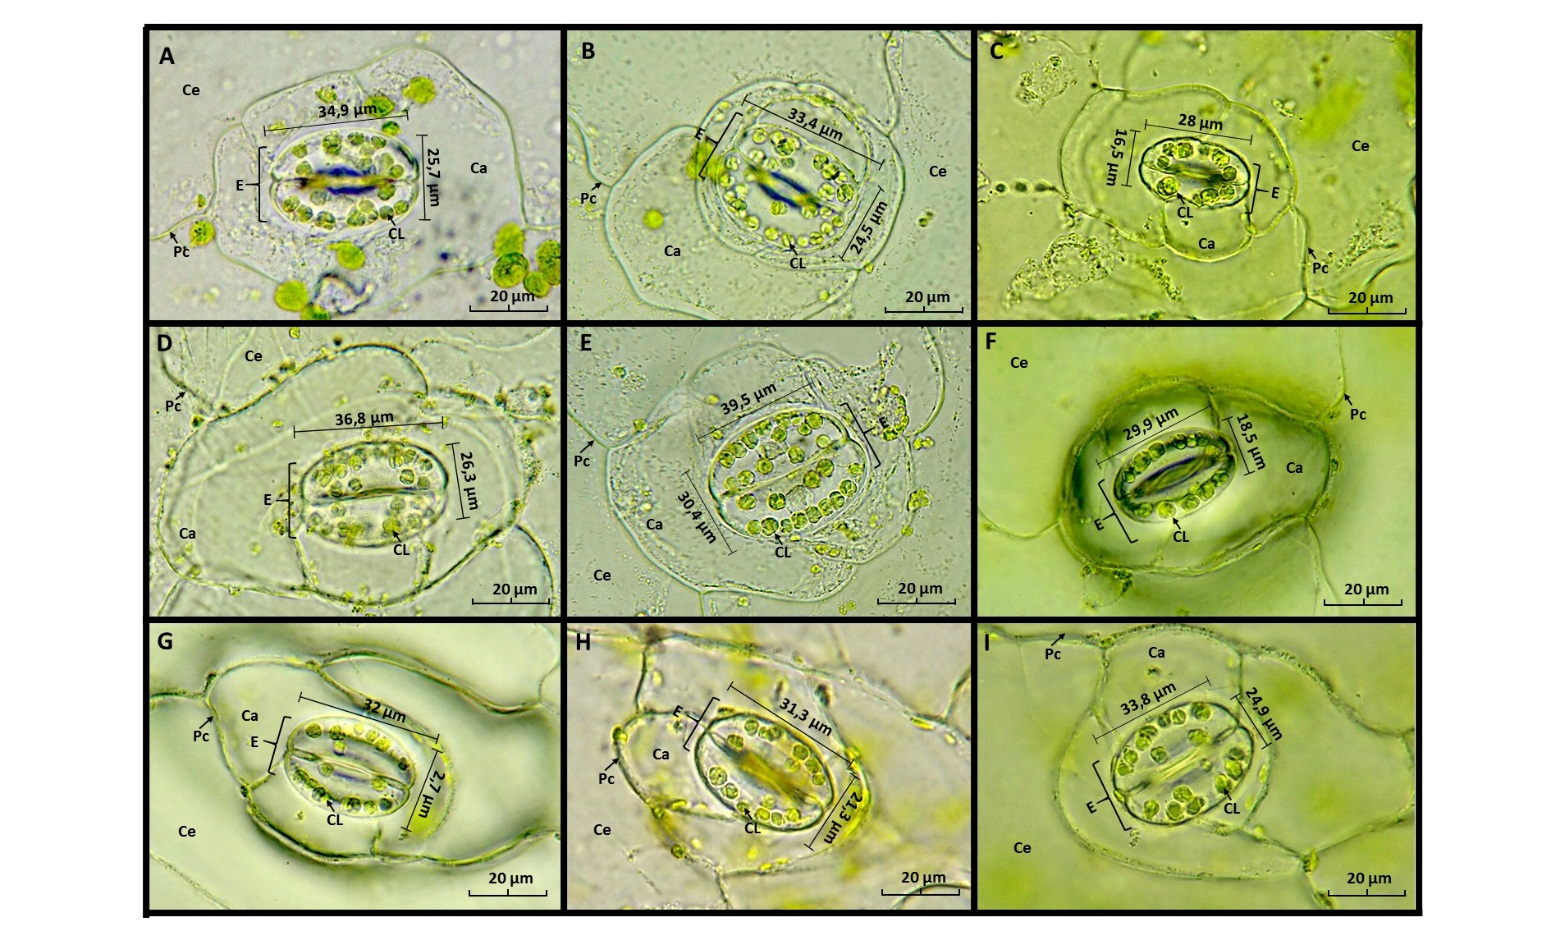 A
Ce
34,9 µm
25,7 µm
Ca
E
CL
Pc
20 µm
B
33,4 µm
E
Ce
Pc
24,5 µm
Ca
CL
20 µm
C
28 µm
16,5 µm
Ce
E
CL
Ca
Pc
20 µm
D
Ce
Pc
36,8 µm
26,3 µm
E
Ca
CL
20 µm
E
39,5 µm
E
Pc
30,4 µm
Ca
CL
Ce
20 µm
F
Ce
Pc
29,9 µm
18,5 µm
Ca
E
CL
20 µm
G
32 µm
Ca
E
Pc
2,7 µm
CL
Ce
20 µm
H
31,3 µm
E
Ca
Pc
21,3 µm
CL
Ce
20 µm
I
Pc
Ca
33,8 µm
24,9 µm
E
CL
Ce
20 µm